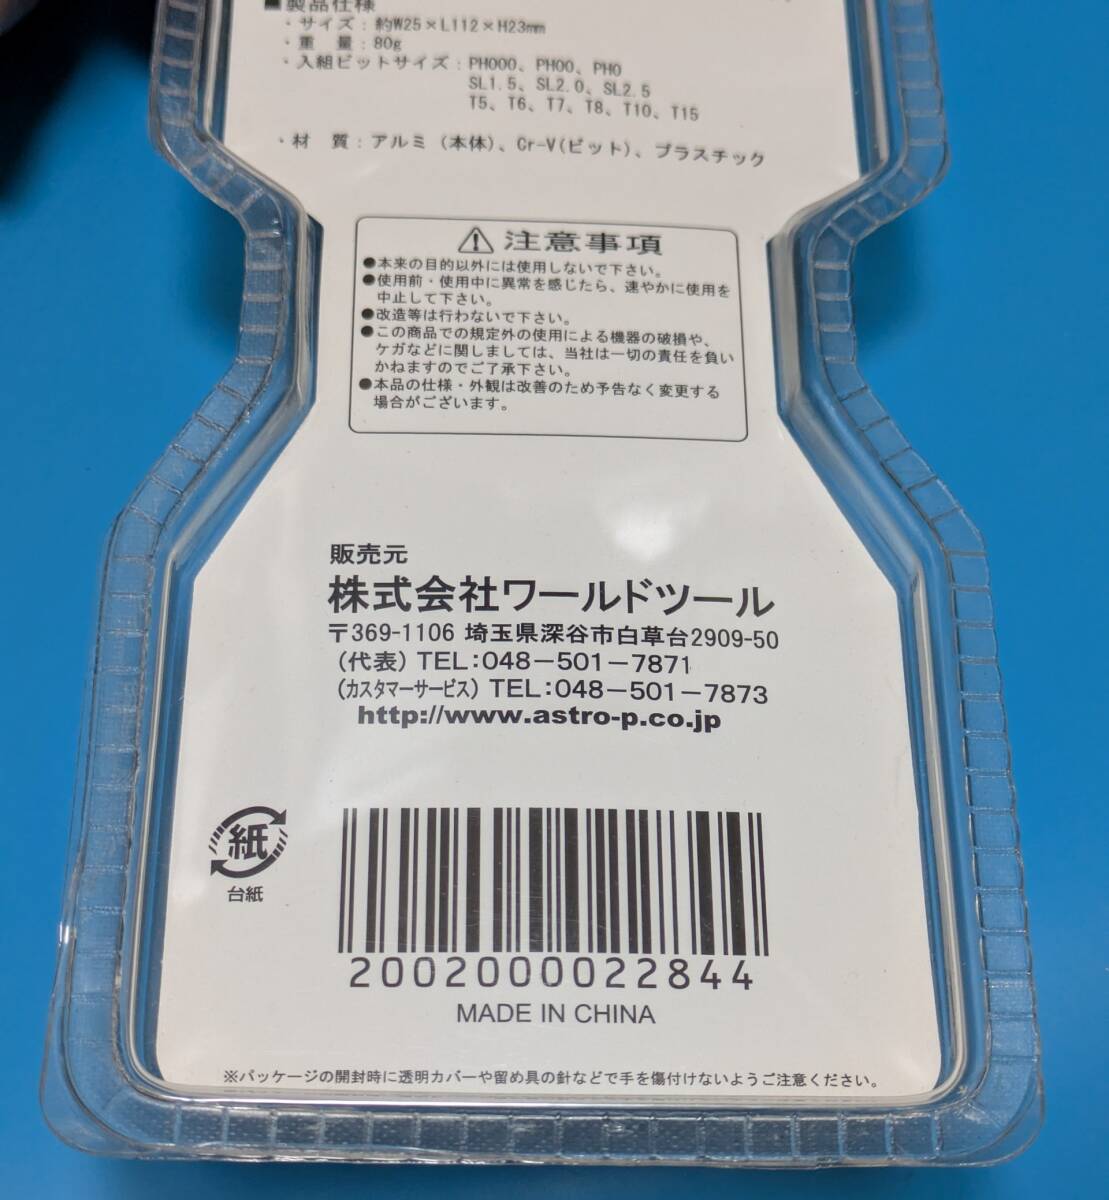 ■製品仕様
・サイズ：約W25×L112×H23mm
・重　量：80g
・入組ビットサイズ：PH000、PH00、PH0
SL1.5、SL2.0、SL2.5
T5、T6、T7、T8、T10、T15
・材　質：アルミ（本体）、Cr-V(ビット)、プラスチック
⚠注意事項
●本来の目的以外には使用しないで下さい。
●使用前・使用中に異常を感じたら、速やかに使用を
中止して下さい。
●改造等は行わないで下さい。
●この商品での規定外の使用による機器の破損や、
ケガなどに関しましては、当社は一切の責任を負い
かねますのでご了承下さい。
●本品の仕様・外観は改善のため予告なく変更する
場合がございます。
販売元
株式会社ワールドツール
〒369-1106 埼玉県深谷市白草台2909-50
（代表）TEL：048－501－7871
（カスタマーサービス）TEL：048－501－7873
http://www.astro-p.co.jp
紙
台紙
2002000022844
MADE IN CHINA
※パッケージの開封時に透明カバーや留め具の針などで手を傷付けないようご注意ください。